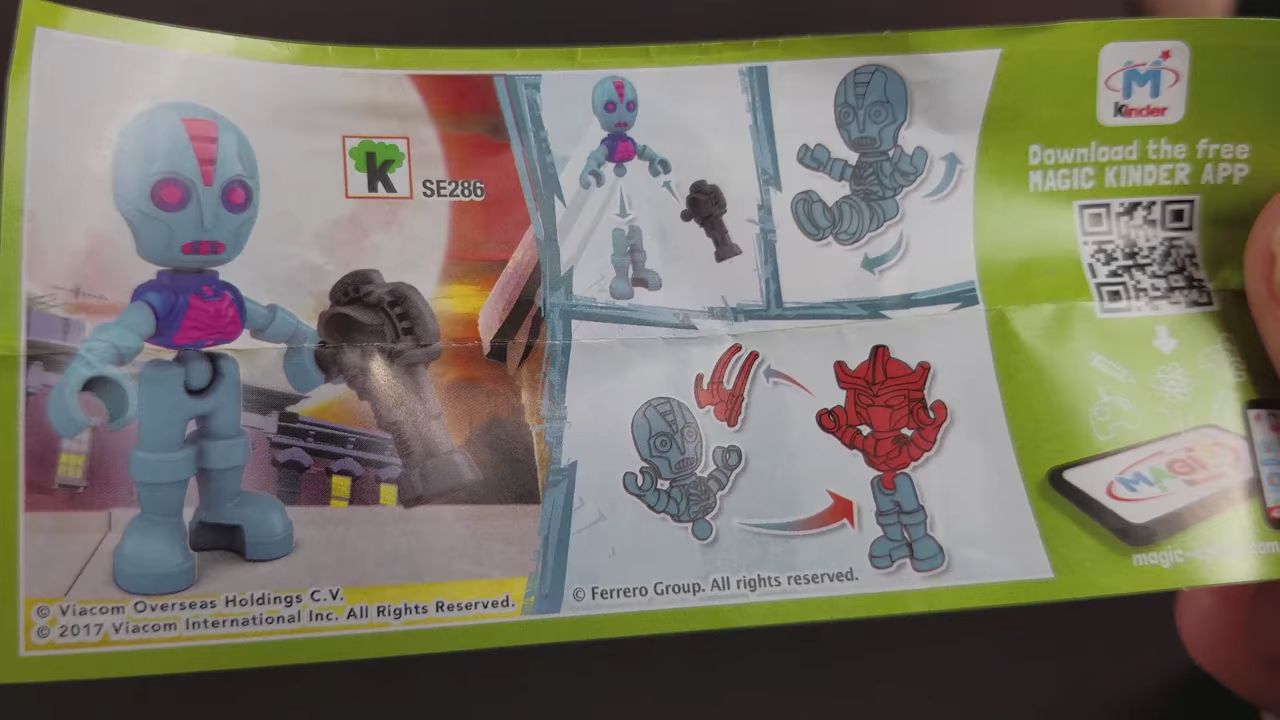 k
SE286
© Viacom Overseas Holdings C.V.
© 2017 Viacom International Inc. All Rights Reserved.
© Ferrero Group. All rights reserved.
M
Kinder
Download the free
MAGIC KINDER APP
MAGIC